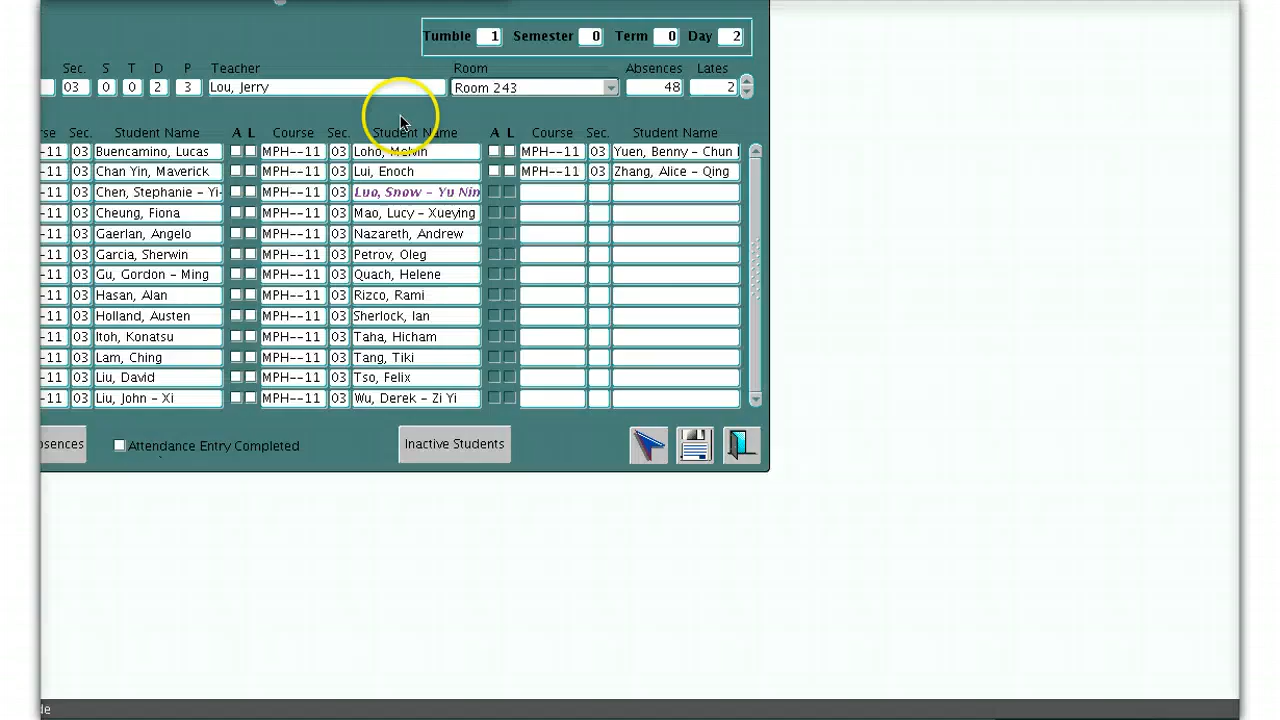 Tumble 1 Semester 0 Term 0 Day 2
Sec. S T D P Teacher Room Absences Lates
03 0 0 2 3 Lou, Jerry Room 243 48 2
Sec. Student Name A L Course Sec. Student Name A L Course Sec. Student Name
-11 03 Buencamino, Lucas MPH--11 03 Loho, Melvin MPH--11 03 Yuen, Benny - Chun
-11 03 Chan Yin, Maverick MPH--11 03 Lui, Enoch MPH--11 03 Zhang, Alice - Qing
-11 03 Chen, Stephanie - Yi- MPH--11 03 Luo, Snow - Yu Nin
-11 03 Cheung, Fiona MPH--11 03 Mao, Lucy - Xueying
-11 03 Gaerlan, Angelo MPH--11 03 Nazareth, Andrew
-11 03 Garcia, Sherwin MPH--11 03 Petrov, Oleg
-11 03 Gu, Gordon - Ming MPH--11 03 Quach, Helene
-11 03 Hasan, Alan MPH--11 03 Rizco, Rami
-11 03 Holland, Austen MPH--11 03 Sherlock, Ian
-11 03 Itoh, Konatsu MPH--11 03 Taha, Hicham
-11 03 Lam, Ching MPH--11 03 Tang, Tiki
-11 03 Liu, David MPH--11 03 Tso, Felix
-11 03 Liu, John - Xi MPH--11 03 Wu, Derek - Zi Yi
Attendance Entry Completed Inactive Students